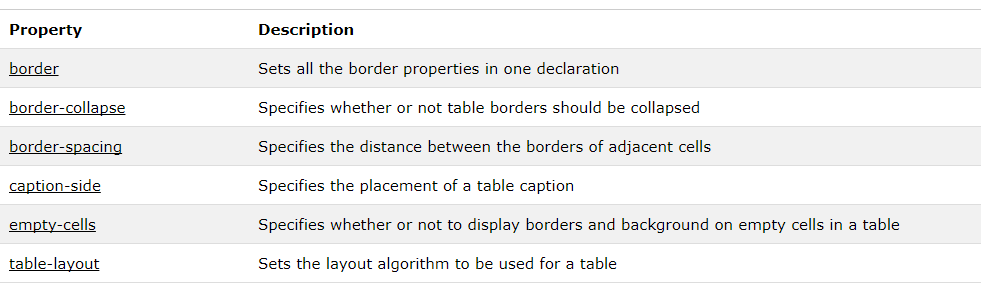 Property Description
border Sets all the border properties in one declaration
border-collapse Specifies whether or not table borders should be collapsed
border-spacing Specifies the distance between the borders of adjacent cells
caption-side Specifies the placement of a table caption
empty-cells Specifies whether or not to display borders and background on empty cells in a table
table-layout Sets the layout algorithm to be used for a table